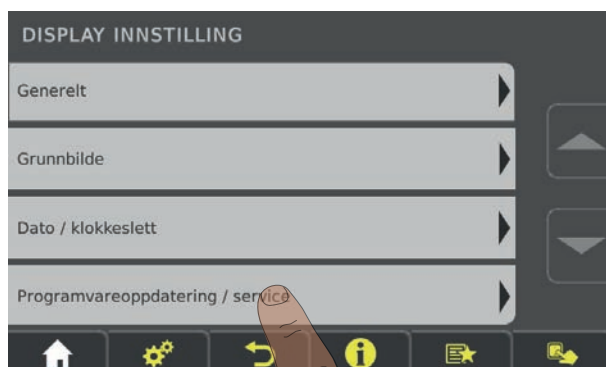 DISPLAY INNSTILLING
Generelt
Grunnbilde
Dato / klokkeslett
Programvareoppdatering / service